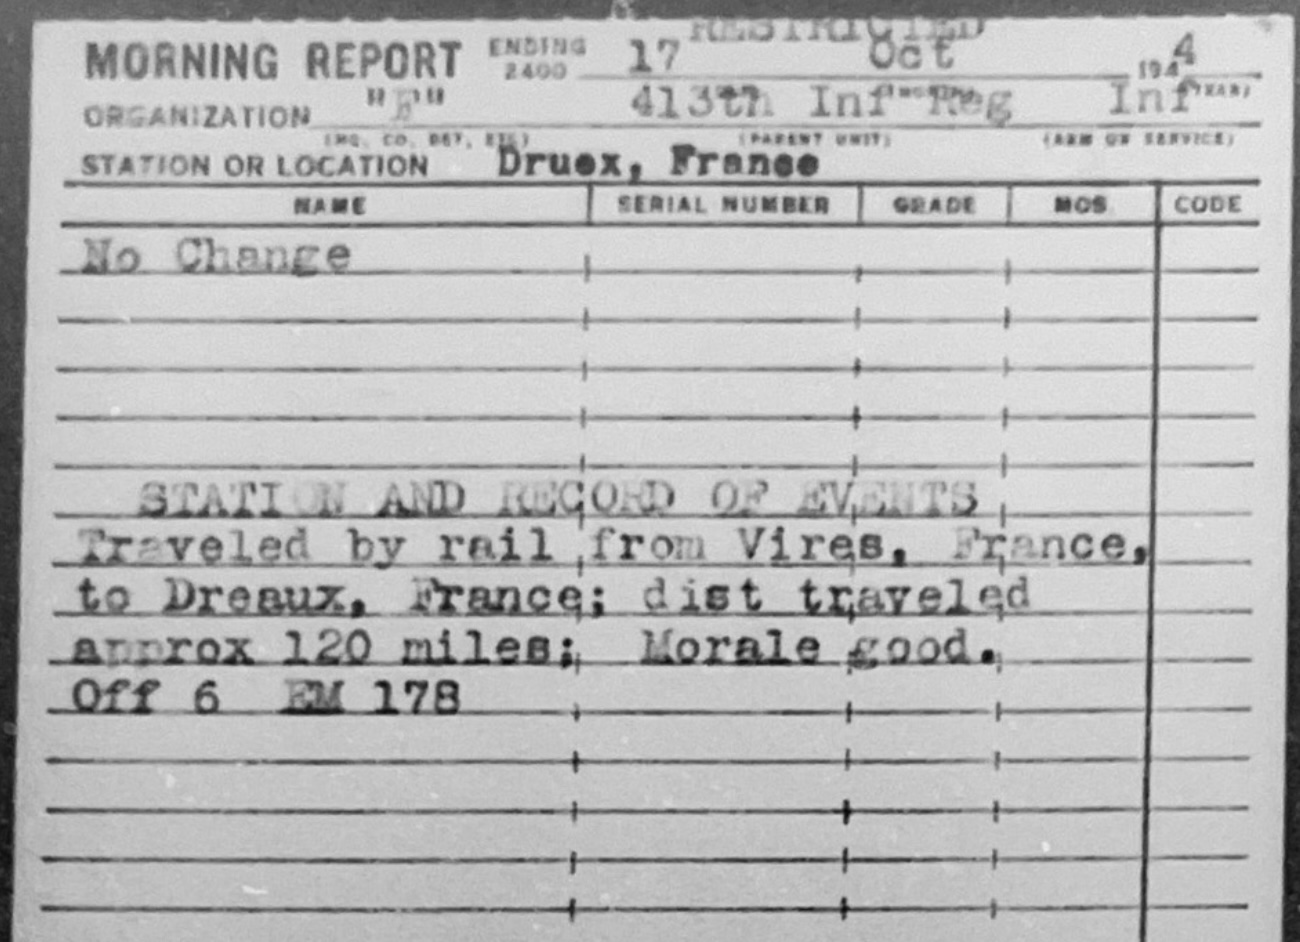 RESTRICTED
MORNING REPORT ENDING 2400 17 Oct 1944
ORGANIZATION "F" 413th Inf Reg Inf
(HQ, CO, DET, ETC) (PARENT UNIT) (ARM OR SERVICE)
STATION OR LOCATION Druex, France
NAME SERIAL NUMBER GRADE MOS CODE
No Change
STATION AND RECORD OF EVENTS
Traveled by rail from Vires, France,
to Dreaux, France; dist traveled
approx 120 miles; Morale good.
Off 6 EM 178